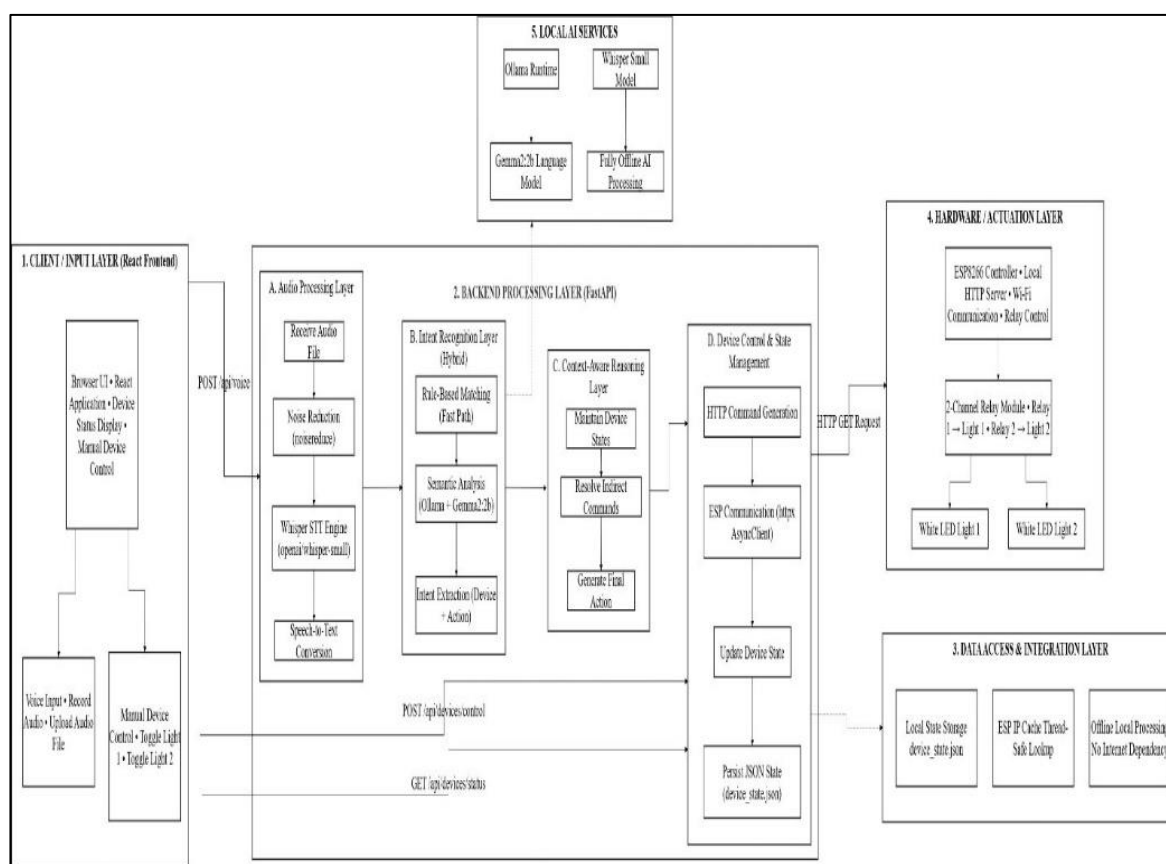 5. LOCAL AI SERVICES
Ollama Runtime
Whisper Small
Model
Gemma2:2b Language
Model
Fully Offline AI
Processing
1. CLIENT / INPUT LAYER (React Frontend)
Browser UI • React
Application • Device
Status Display •
Manual Device
Control
Voice Input • Record
Audio • Upload Audio
File
Manual Device
Control • Toggle Light
1 • Toggle Light 2
POST /api/voice
2. BACKEND PROCESSING LAYER (FastAPI)
A. Audio Processing Layer
Receive Audio
File
Noise Reduction
(noisereduce)
Whisper STT Engine
(openai/whisper-small)
Speech-to-Text
Conversion
B. Intent Recognition Layer
(Hybrid)
Rule-Based Matching
(Fast Path)
Semantic Analysis
(Ollama + Gemma2:2b)
Intent Extraction (Device
+ Action)
C. Context-Aware Reasoning
Layer
Maintain Device
States
Resolve Indirect
Commands
Generate Final
Action
D. Device Control & State
Management
HTTP Command Generation
ESP Communication (httpx
AsyncClient)
Update Device State
Persist JSON State
(device_state.json)
POST /api/devices/control
GET /api/devices/status
HTTP GET Request
4. HARDWARE / ACTUATION LAYER
ESP8266 Controller • Local
HTTP Server • Wi-Fi
Communication • Relay Control
2-Channel Relay Module • Relay
1 → Light 1 • Relay 2 → Light 2
White LED Light 1
White LED Light 2
3. DATA ACCESS & INTEGRATION LAYER
Local State Storage
device_state.json
ESP IP Cache Thread-
Safe Lookup
Offline Local Processing
No Internet Dependency